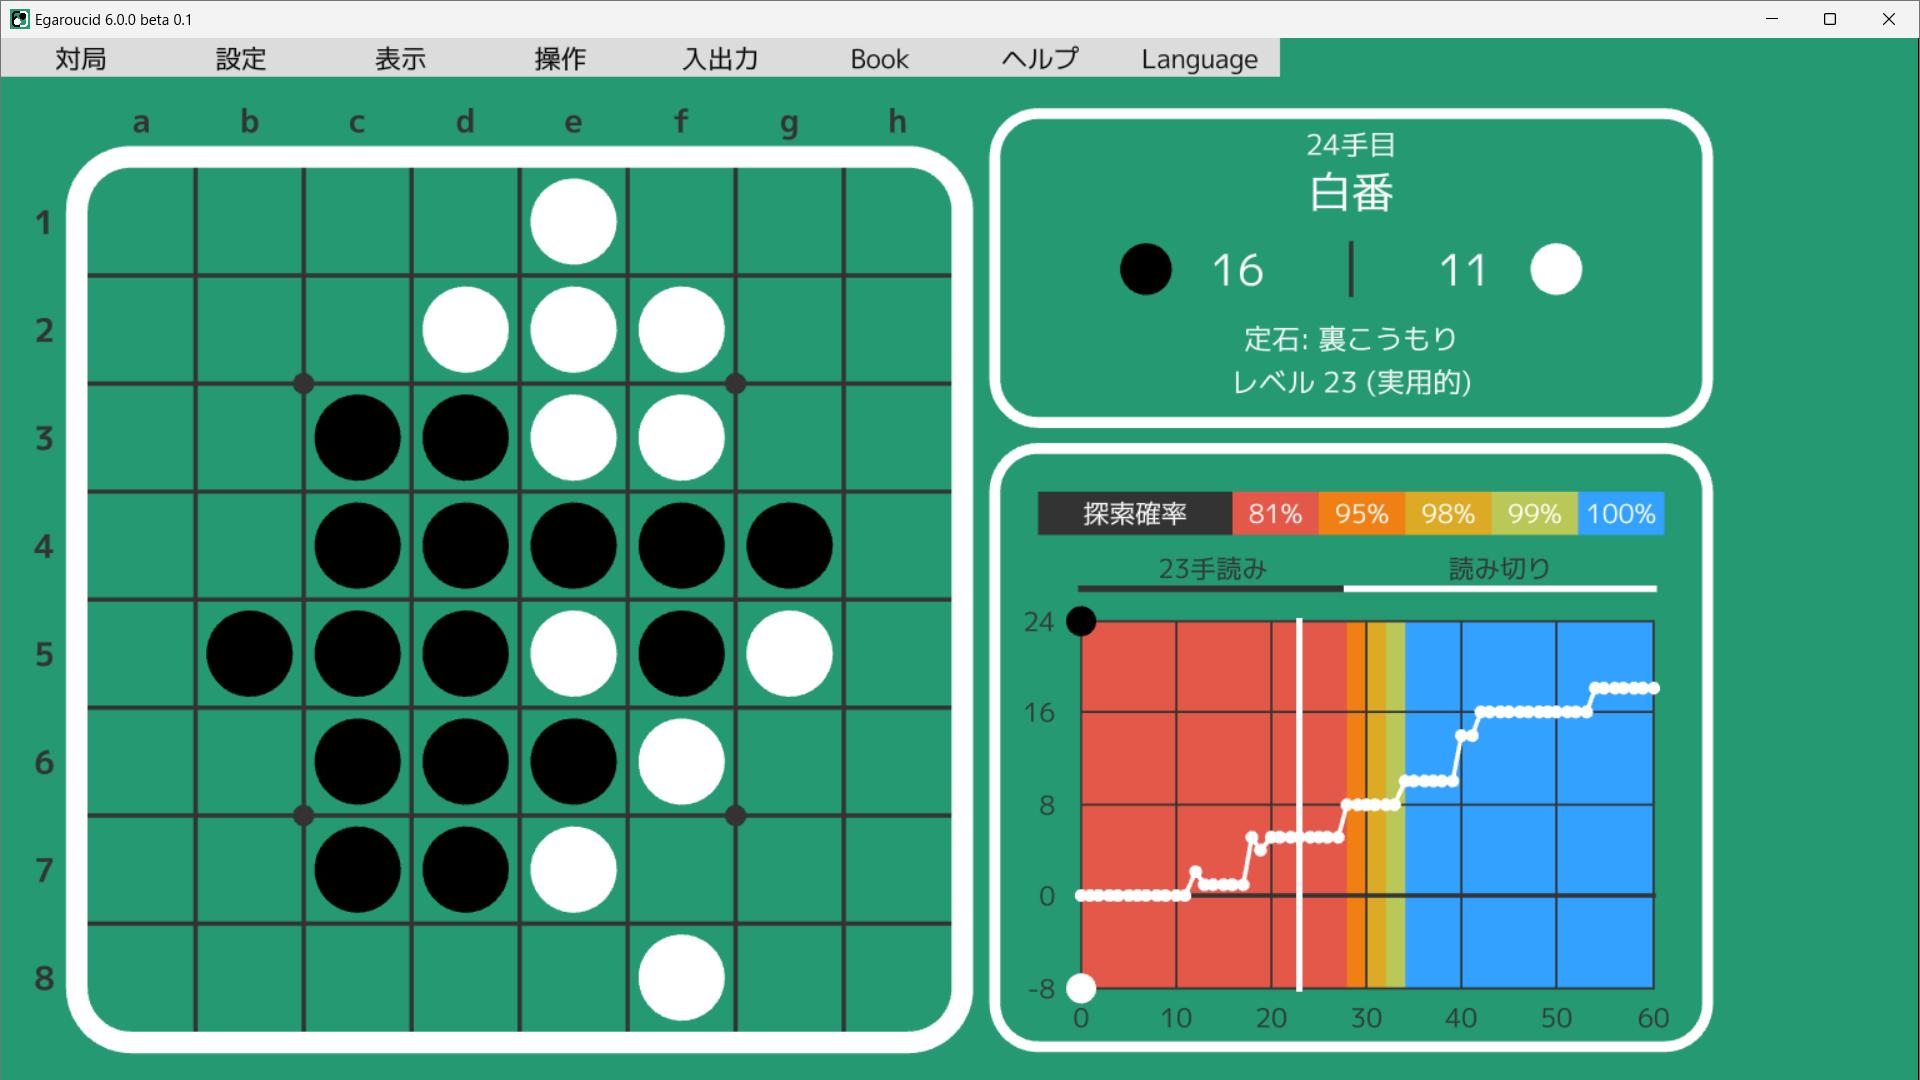 Egaroucid 6.0.0 beta 0.1
対局 設定 表示 操作 入出力 Book ヘルプ Language
a b c d e f g h
1
2
3
4
5
6
7
8
24手目
白番
16 11
定石: 裏こうもり
レベル 23 (実用的)
探索確率 81% 95% 98% 99% 100%
23手読み 読み切り
24
16
8
0
-8
0 10 20 30 40 50 60